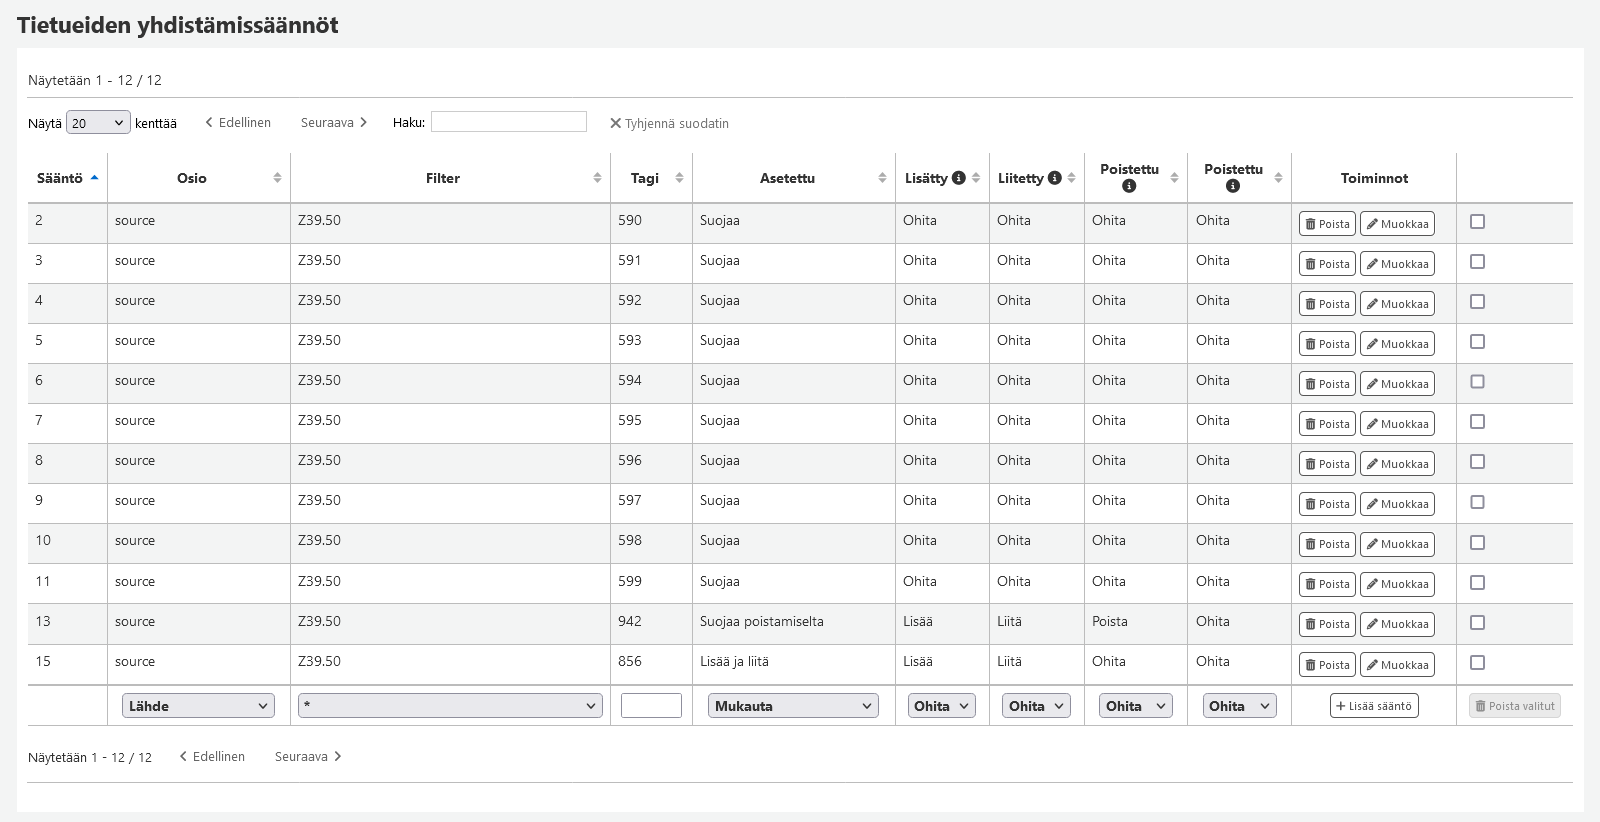 Tietueiden yhdistämissäännöt
Näytetään 1 - 12 / 12
Näytä 20 kenttää Edellinen Seuraava Haku: Tyhjennä suodatin
Sääntö Osio Filter Tagi Asetettu Lisätty Liitetty Poistettu Poistettu Toiminnot
2 source Z39.50 590 Suojaa Ohita Ohita Ohita Ohita Poista Muokkaa
3 source Z39.50 591 Suojaa Ohita Ohita Ohita Ohita Poista Muokkaa
4 source Z39.50 592 Suojaa Ohita Ohita Ohita Ohita Poista Muokkaa
5 source Z39.50 593 Suojaa Ohita Ohita Ohita Ohita Poista Muokkaa
6 source Z39.50 594 Suojaa Ohita Ohita Ohita Ohita Poista Muokkaa
7 source Z39.50 595 Suojaa Ohita Ohita Ohita Ohita Poista Muokkaa
8 source Z39.50 596 Suojaa Ohita Ohita Ohita Ohita Poista Muokkaa
9 source Z39.50 597 Suojaa Ohita Ohita Ohita Ohita Poista Muokkaa
10 source Z39.50 598 Suojaa Ohita Ohita Ohita Ohita Poista Muokkaa
11 source Z39.50 599 Suojaa Ohita Ohita Ohita Ohita Poista Muokkaa
13 source Z39.50 942 Suojaa poistamiselta Lisää Liitä Poista Ohita Poista Muokkaa
15 source Z39.50 856 Lisää ja liitä Lisää Liitä Ohita Ohita Poista Muokkaa
Lähde * Mukauta Ohita Ohita Ohita Ohita + Lisää sääntö Poista valitut
Näytetään 1 - 12 / 12 Edellinen Seuraava